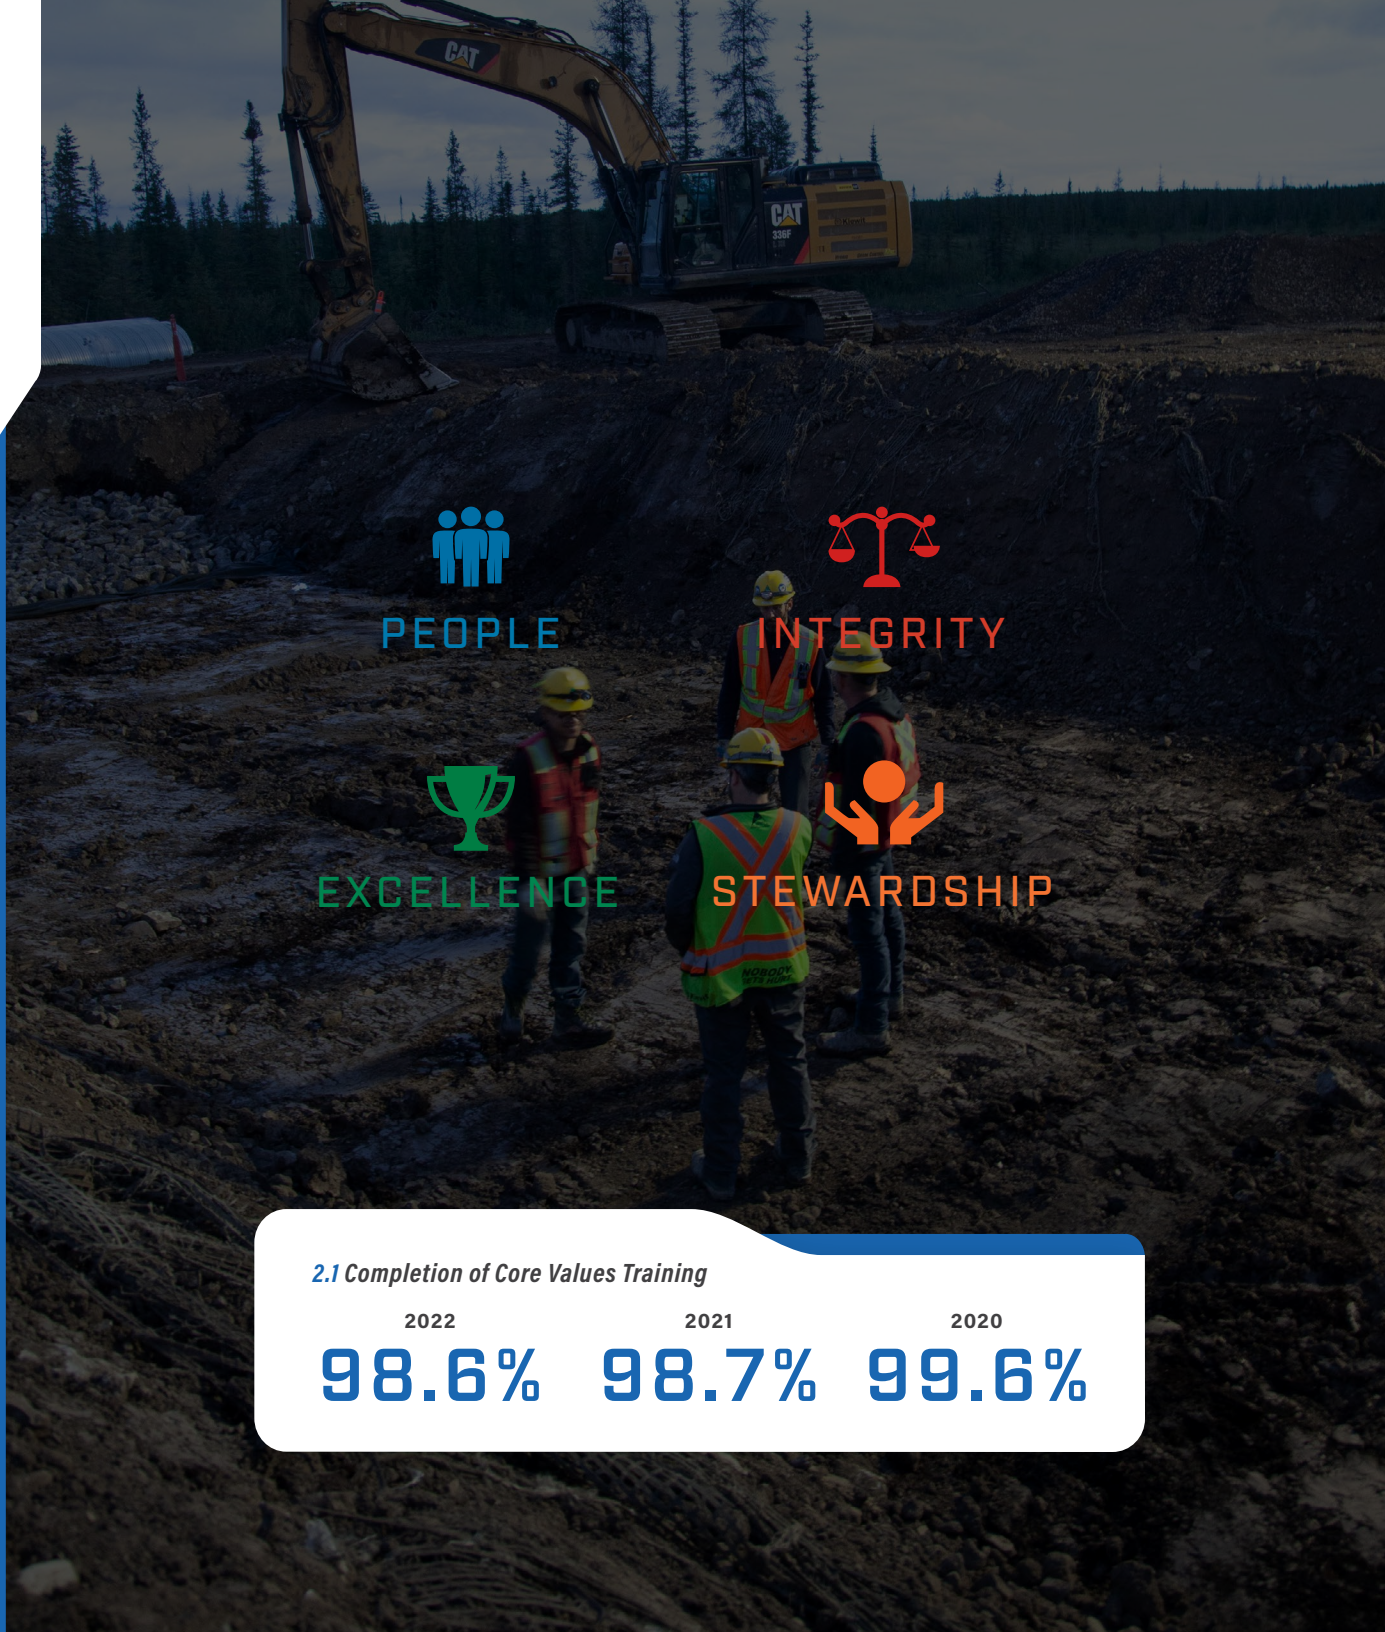 CAT
CAT
336F
PEOPLE
INTEGRITY
EXCELLENCE
STEWARDSHIP
NOBODY
2.1 Completion of Core Values Training
2022
2021
2020
98.6%
98.7%
99.6%